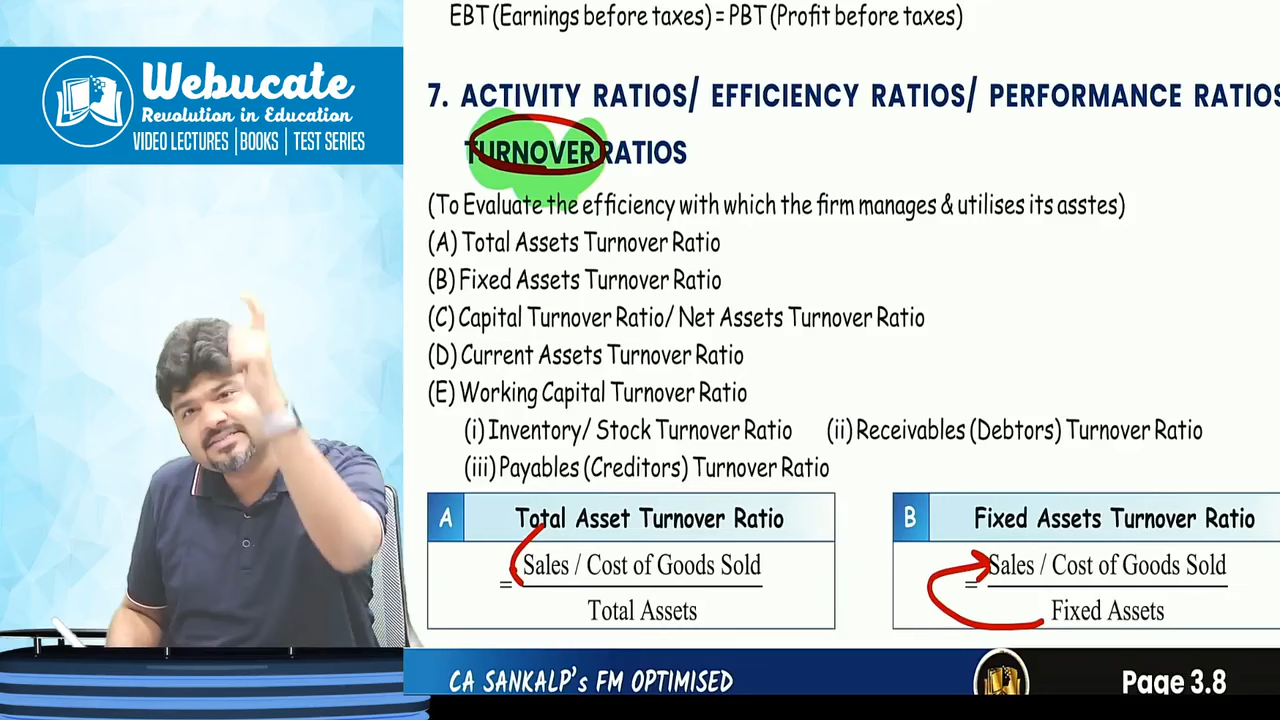 EBT (Earnings before taxes) = PBT (Profit before taxes)
Webucate
Revolution in Education
VIDEO LECTURES | BOOKS | TEST SERIES
7. ACTIVITY RATIOS/ EFFICIENCY RATIOS/ PERFORMANCE RATIOS
TURNOVER RATIOS
(To Evaluate the efficiency with which the firm manages & utilises its asstes)
(A) Total Assets Turnover Ratio
(B) Fixed Assets Turnover Ratio
(C) Capital Turnover Ratio/ Net Assets Turnover Ratio
(D) Current Assets Turnover Ratio
(E) Working Capital Turnover Ratio
(i) Inventory/ Stock Turnover Ratio (ii) Receivables (Debtors) Turnover Ratio
(iii) Payables (Creditors) Turnover Ratio
A Total Asset Turnover Ratio
= Sales / Cost of Goods Sold
Total Assets
B Fixed Assets Turnover Ratio
= Sales / Cost of Goods Sold
Fixed Assets
CA SANKALP's FM OPTIMISED
Page 3.8